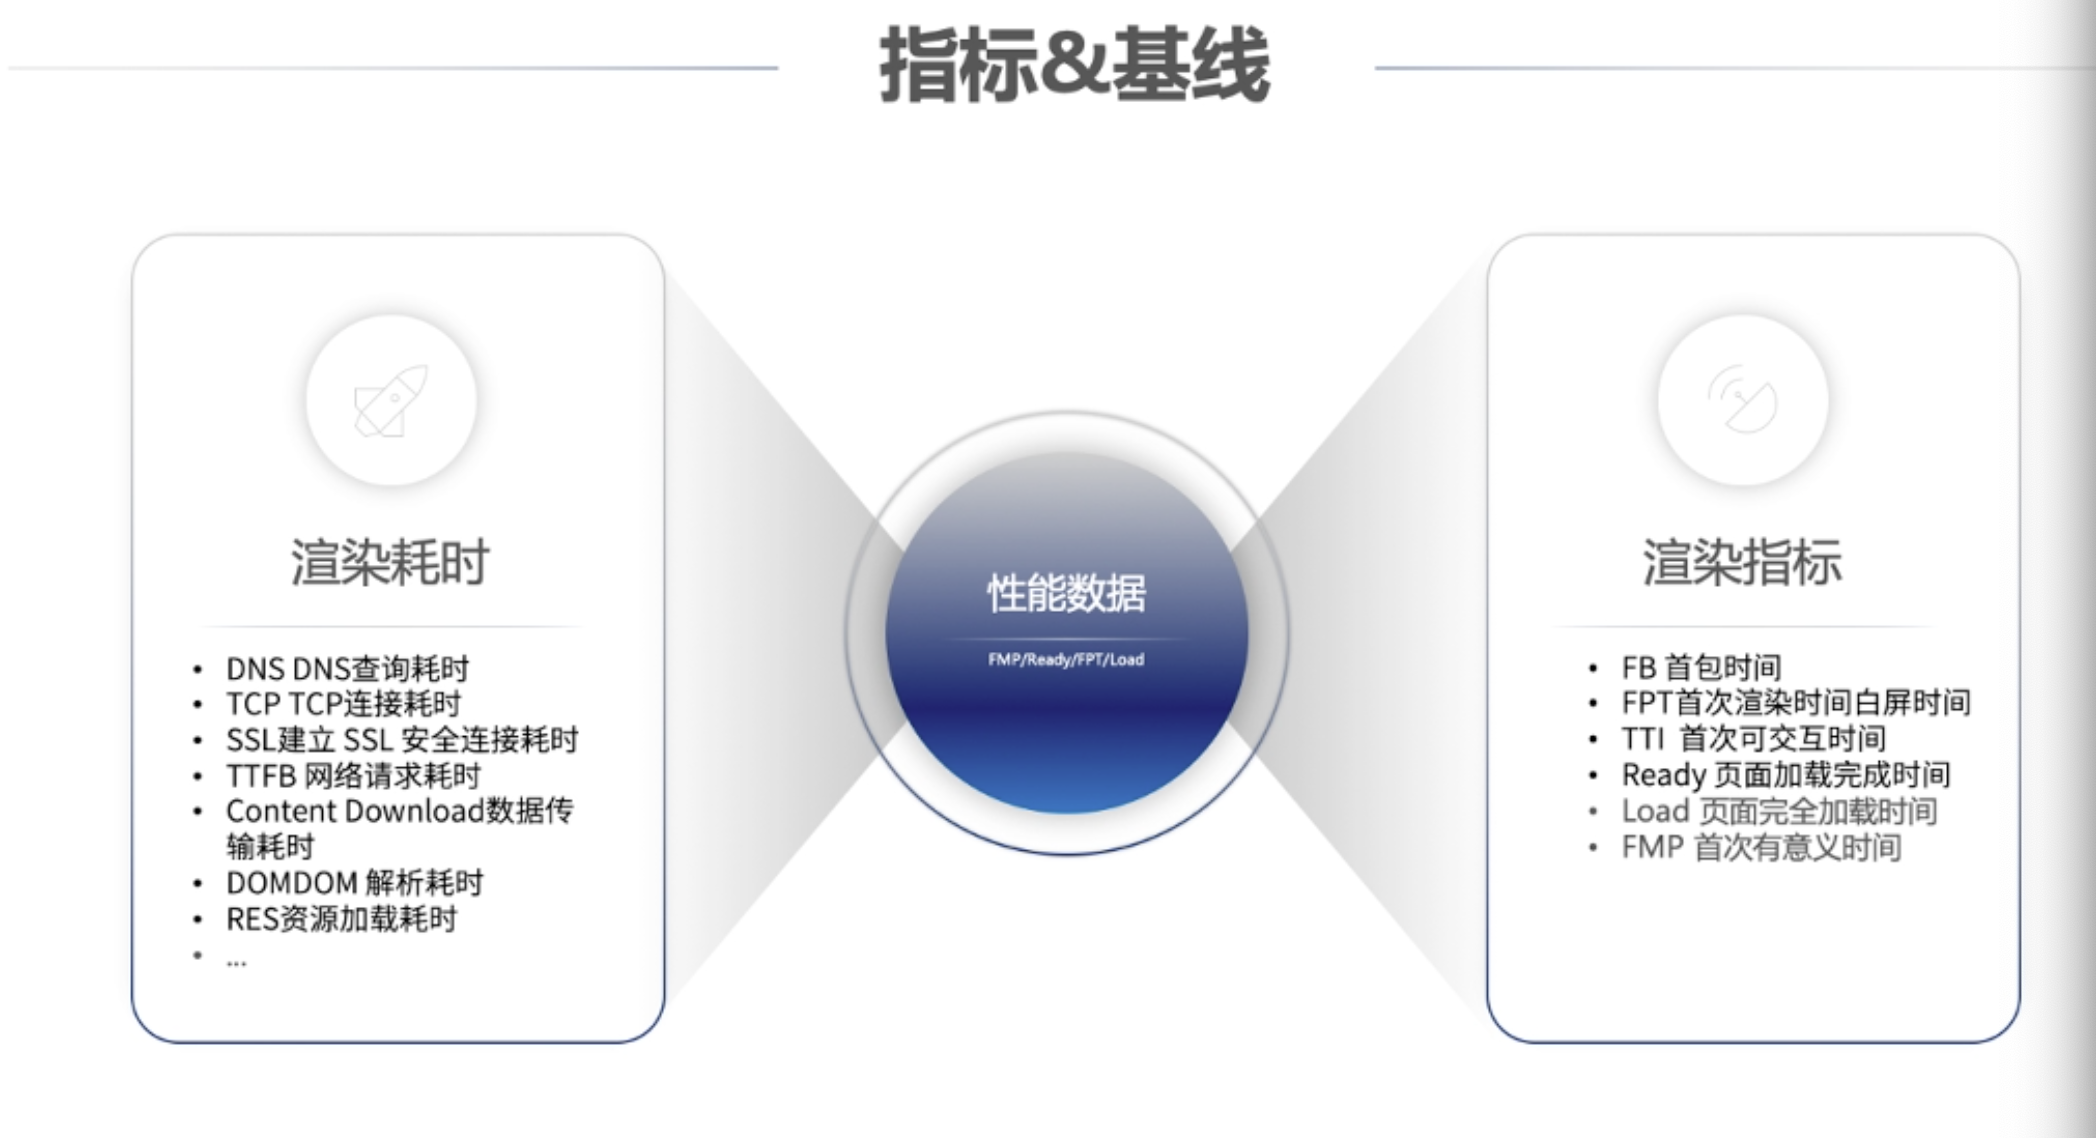 指标&基线
渲染耗时
• DNS DNS查询耗时
• TCP TCP连接耗时
• SSL建立 SSL 安全连接耗时
• TTFB 网络请求耗时
• Content Download数据传
输耗时
• DOMDOM 解析耗时
• RES资源加载耗时
• ...
性能数据
FMP/Ready/FPT/Load
渲染指标
• FB 首包时间
• FPT首次渲染时间白屏时间
• TTI 首次可交互时间
• Ready 页面加载完成时间
• Load 页面完全加载时间
• FMP 首次有意义时间